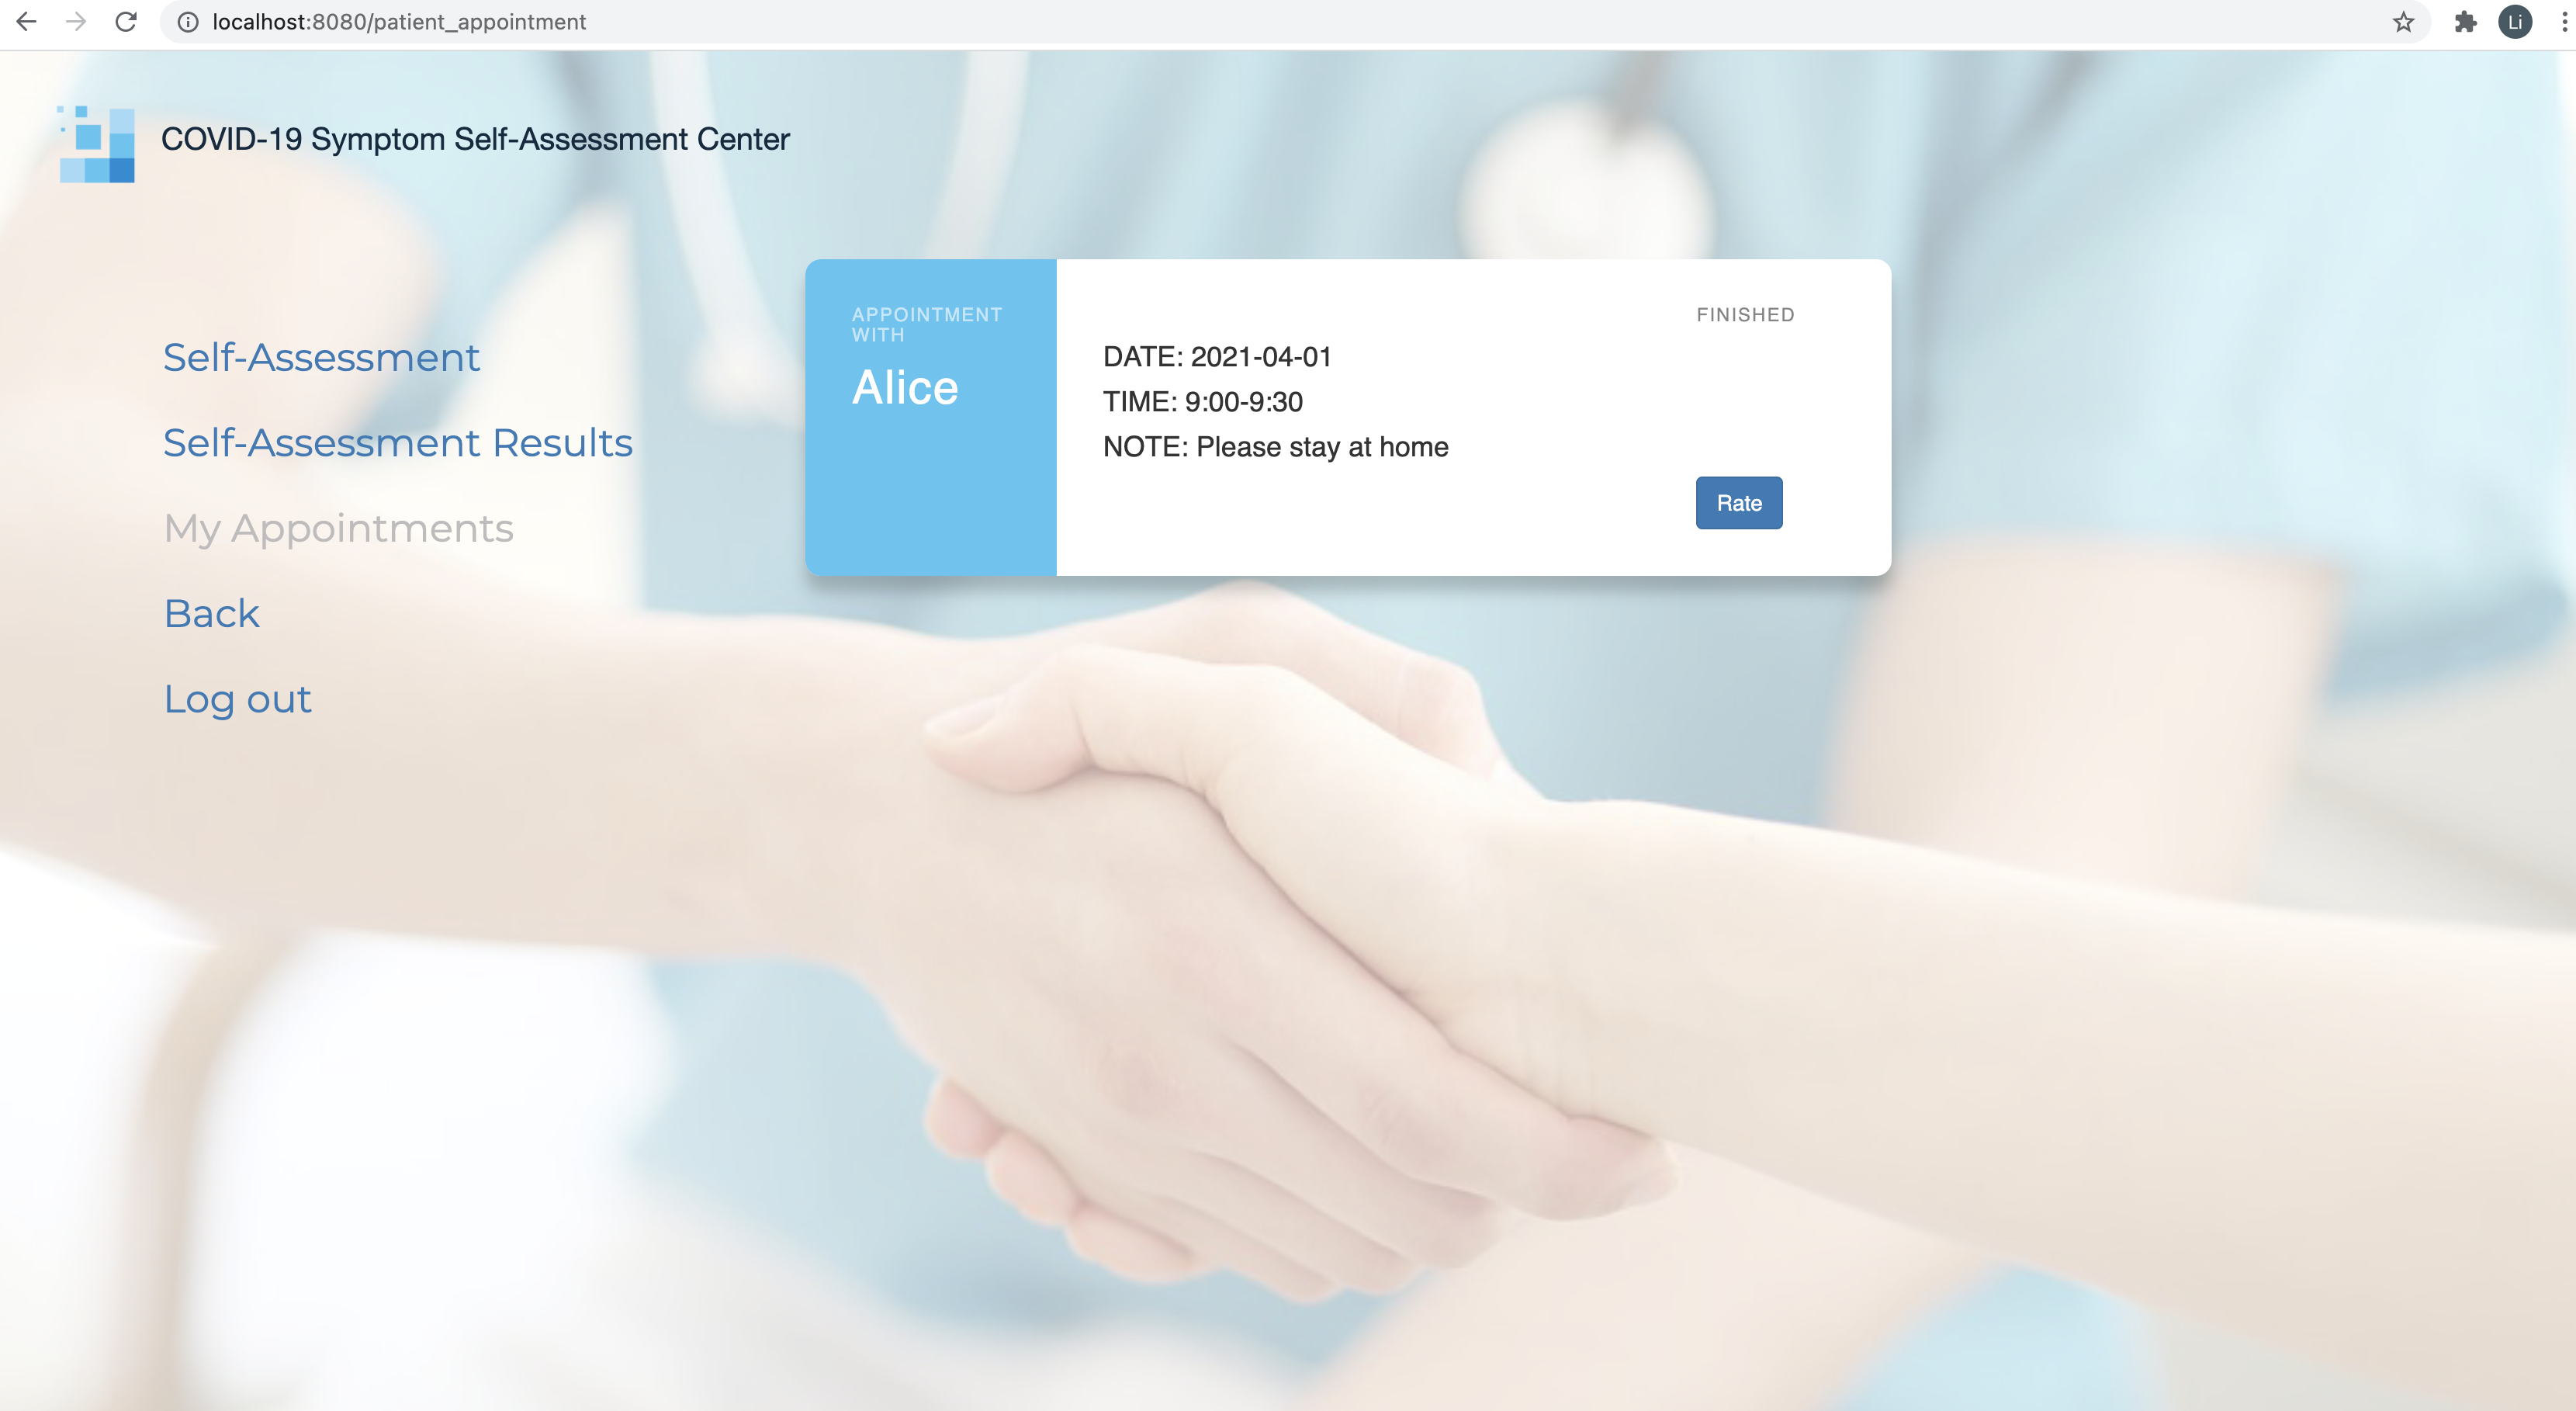 localhost:8080/patient_appointment
Li
COVID-19 Symptom Self-Assessment Center
Self-Assessment
Self-Assessment Results
My Appointments
Back
Log out
APPOINTMENT
WITH
Alice
FINISHED
DATE: 2021-04-01
TIME: 9:00-9:30
NOTE: Please stay at home
Rate